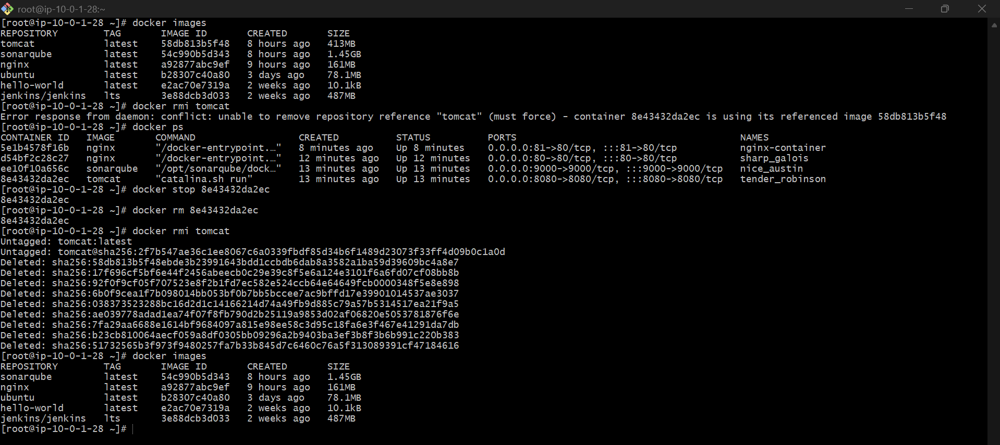 root@ip-10-0-1-28:~
[root@ip-10-0-1-28 ~]# docker images
REPOSITORY        TAG       IMAGE ID       CREATED       SIZE
tomcat            latest    58db813b5f48   8 hours ago   413MB
sonarqube         latest    54c990b5d343   8 hours ago   1.45GB
nginx             latest    a92877abc9ef   9 hours ago   161MB
ubuntu            latest    b28307c40a80   3 days ago    78.1MB
hello-world       latest    e2ac70e7319a   2 weeks ago   10.1kB
jenkins/jenkins   lts       3e88dcb3d033   2 weeks ago   487MB
[root@ip-10-0-1-28 ~]# docker rmi tomcat
Error response from daemon: conflict: unable to remove repository reference "tomcat" (must force) - container 8e43432da2ec is using its referenced image 58db813b5f48
[root@ip-10-0-1-28 ~]# docker ps
CONTAINER ID   IMAGE       COMMAND                  CREATED          STATUS          PORTS                                       NAMES
5e1b4578f16b   nginx       "/docker-entrypoint.…"   8 minutes ago    Up 8 minutes    0.0.0.0:81->80/tcp, :::81->80/tcp           nginx-container
d54bf2c28c27   nginx       "/docker-entrypoint.…"   12 minutes ago   Up 12 minutes   0.0.0.0:80->80/tcp, :::80->80/tcp           sharp_galois
ee10f10a656c   sonarqube   "/opt/sonarqube/dock…"   13 minutes ago   Up 13 minutes   0.0.0.0:9000->9000/tcp, :::9000->9000/tcp   nice_austin
8e43432da2ec   tomcat      "catalina.sh run"        13 minutes ago   Up 13 minutes   0.0.0.0:8080->8080/tcp, :::8080->8080/tcp   tender_robinson
[root@ip-10-0-1-28 ~]# docker stop 8e43432da2ec
8e43432da2ec
[root@ip-10-0-1-28 ~]# docker rm 8e43432da2ec
8e43432da2ec
[root@ip-10-0-1-28 ~]# docker rmi tomcat
Untagged: tomcat:latest
Untagged: tomcat@sha256:2f7b547ae36c1ee8067c6a0339fbdf85d34b6f1489d23073f33ff4d09b0c1a0d
Deleted: sha256:58db813b5f48ebde3b23991643bdd1ccbdb6dab8a3582a1ba59d39609bc4a8e7
Deleted: sha256:17f696cf5bf6e44f2456abeecb0c29e39c8f5e6a124e3101f6a6fd07cf08bb8b
Deleted: sha256:92f0f9cf05f707523e8f2b1fd7ec582e524ccb64e64649fcb0000348f5e8e898
Deleted: sha256:6b0f9cea1f7b098014bb053bf0b7bb5bccee7ac9bffd17e39901014537ae3037
Deleted: sha256:038373523288bc16d2d1c14166214d74a49fb9d885c79a57b5314517ea21f9a5
Deleted: sha256:ae039778adad1ea74f07f8fb790d2b25119a9853d02af06820e5053781876f6e
Deleted: sha256:7fa29aa6688e1614bf9684097a815e98ee58c3d95c18fa6e3f467e41291da7db
Deleted: sha256:b23cb810064aecf059a8df0305bb09296a2b9403ba3ef3b8f3b6b991c220b383
Deleted: sha256:51732565b3f973f9480257fa7b33b845d7c6460c76a5f313089391cf47184616
[root@ip-10-0-1-28 ~]# docker images
REPOSITORY        TAG       IMAGE ID       CREATED       SIZE
sonarqube         latest    54c990b5d343   8 hours ago   1.45GB
nginx             latest    a92877abc9ef   9 hours ago   161MB
ubuntu            latest    b28307c40a80   3 days ago    78.1MB
hello-world       latest    e2ac70e7319a   2 weeks ago   10.1kB
jenkins/jenkins   lts       3e88dcb3d033   2 weeks ago   487MB
[root@ip-10-0-1-28 ~]#